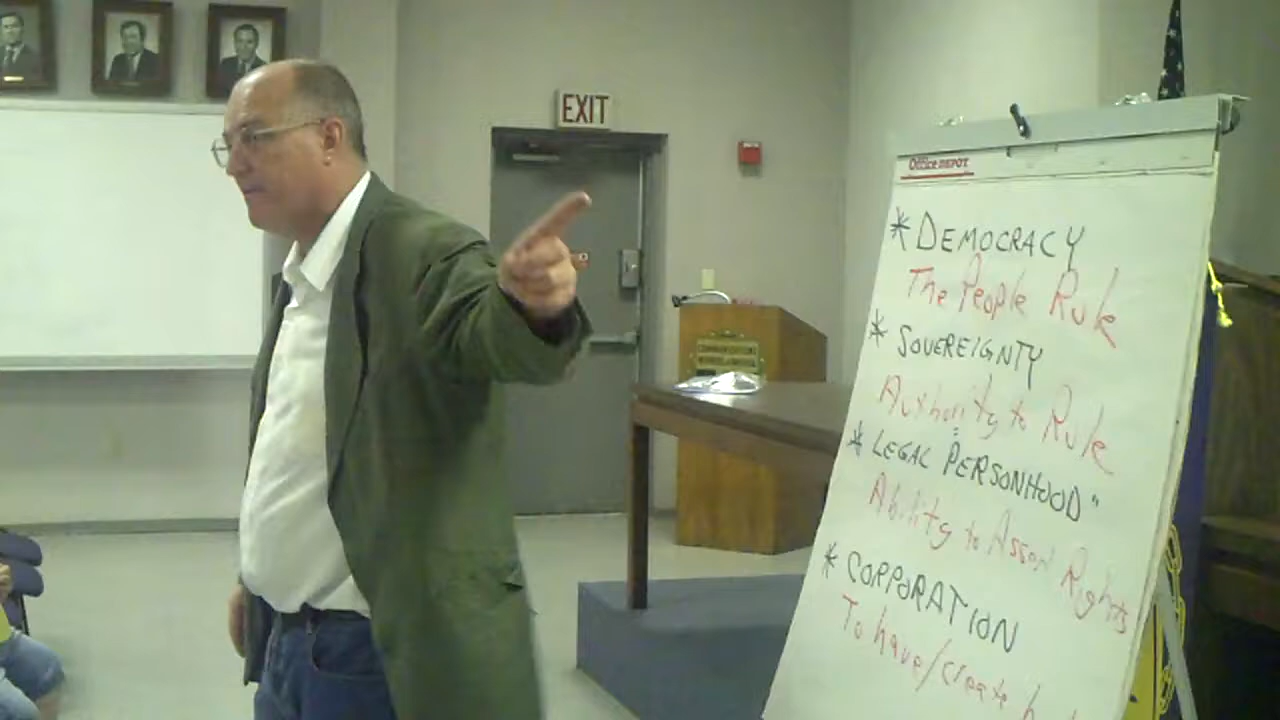 EXIT
Office DEPOT
* DEMOCRACY
The People Rule
* SOVEREIGNTY
Authority to Rule
* LEGAL PERSONHOOD"
Ability to Assert Rights
* CORPORATION
To have/create